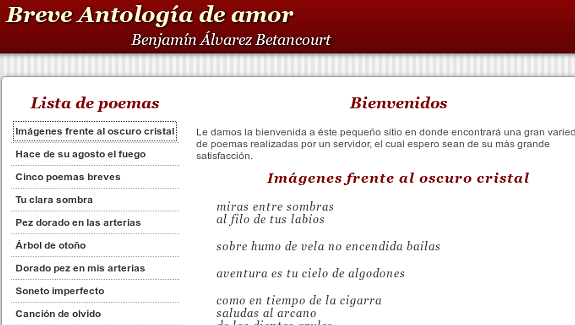 Breve Antología de amor
Benjamín Álvarez Betancourt
Lista de poemas
Imágenes frente al oscuro cristal
Hace de su agosto el fuego
Cinco poemas breves
Tu clara sombra
Pez dorado en las arterias
Árbol de otoño
Dorado pez en mis arterias
Soneto imperfecto
Canción de olvido
Bienvenidos
Le damos la bienvenida a éste pequeño sitio en donde encontrará una gran varied
de poemas realizadas por un servidor, el cual espero sean de su más grande
satisfacción.
Imágenes frente al oscuro cristal
miras entre sombras
al filo de tus labios
sobre humo de vela no encendida bailas
aventura es tu cielo de algodones
como en tiempo de la cigarra
saludas al arcano
de los dientes azules